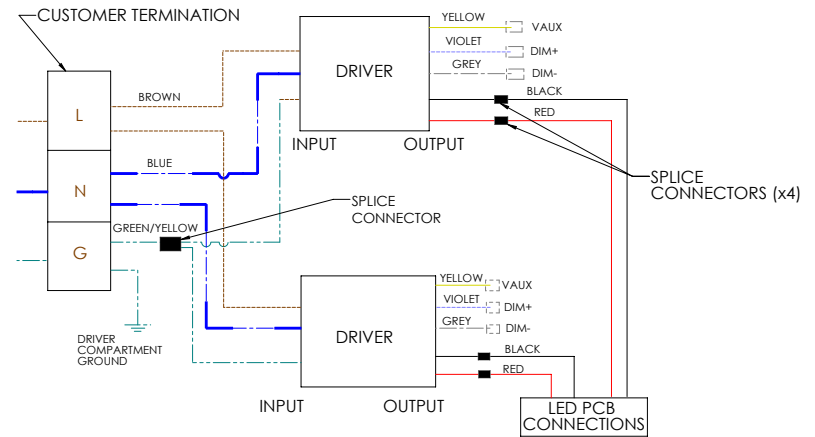 CUSTOMER TERMINATION
L
N
G
BROWN
BLUE
GREEN/YELLOW
SPLICE
CONNECTOR
DRIVER
COMPARTMENT
GROUND
DRIVER
INPUT
OUTPUT
YELLOW
VAUX
VIOLET
DIM+
GREY
DIM-
BLACK
RED
SPLICE
CONNECTORS (x4)
DRIVER
INPUT
OUTPUT
YELLOW
VAUX
VIOLET
DIM+
GREY
DIM-
BLACK
RED
LED PCB
CONNECTIONS